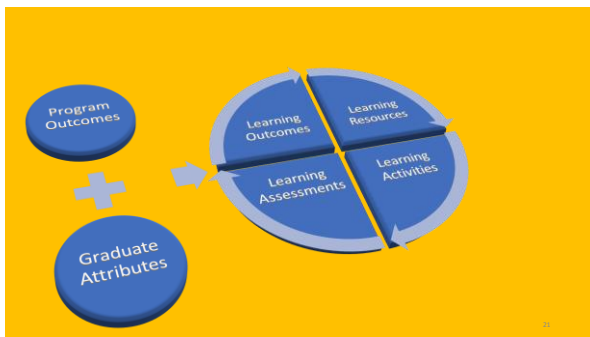 Program
Outcomes
Graduate
Attributes
Learning
Outcomes
Learning
Resources
Learning
Assessments
Learning
Activities
21